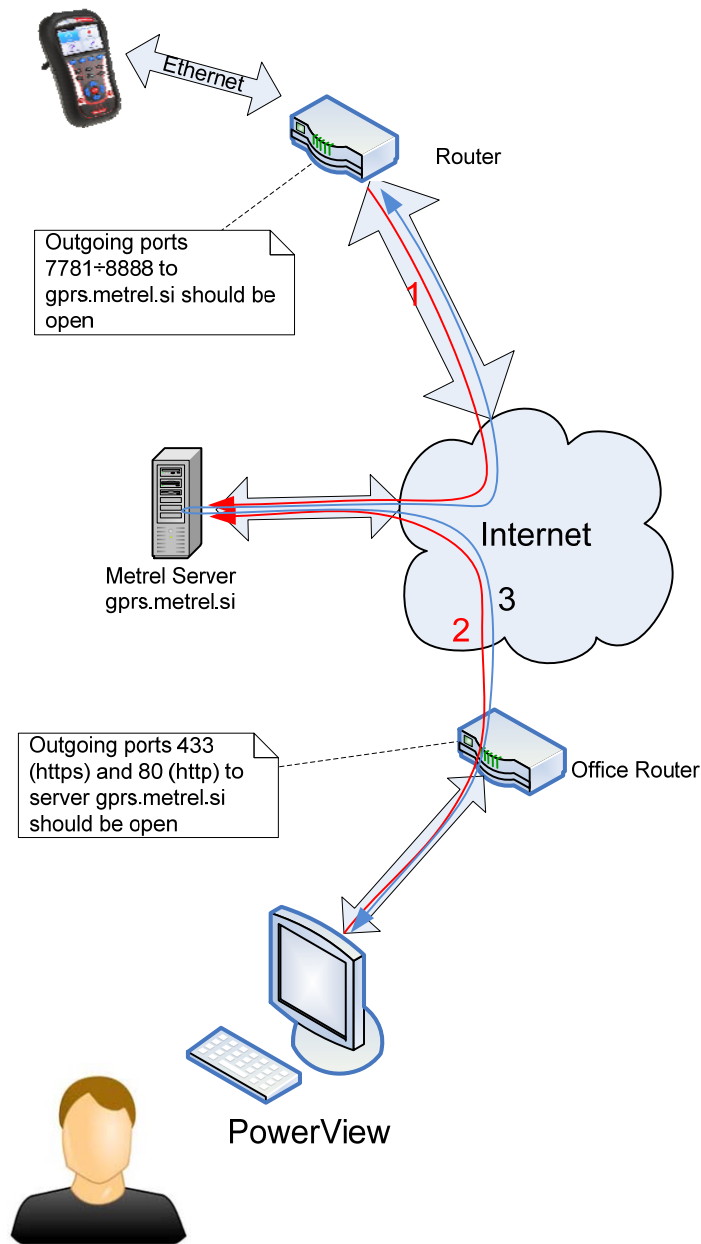 Ethernet
Router
Outgoing ports
7781÷8888 to
gprs.metrel.si should be
open
1
Internet
Metrel Server
gprs.metrel.si
3
2
Outgoing ports 433
(https) and 80 (http) to
server gprs.metrel.si
should be open
Office Router
PowerView